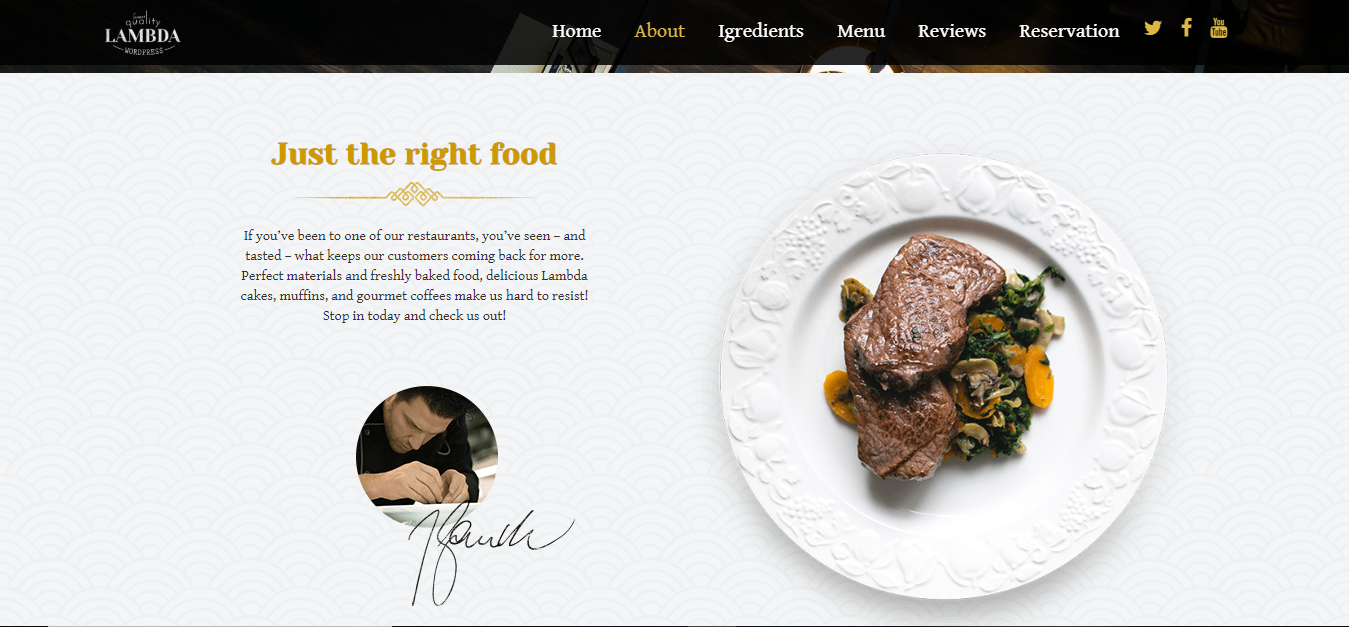 quality
LAMBDA
WORDPRESS
Home
About
Igredients
Menu
Reviews
Reservation
You
Tube
Just the right food
If you’ve been to one of our restaurants, you’ve seen – and
tasted – what keeps our customers coming back for more.
Perfect materials and freshly baked food, delicious Lambda
cakes, muffins, and gourmet coffees make us hard to resist!
Stop in today and check us out!